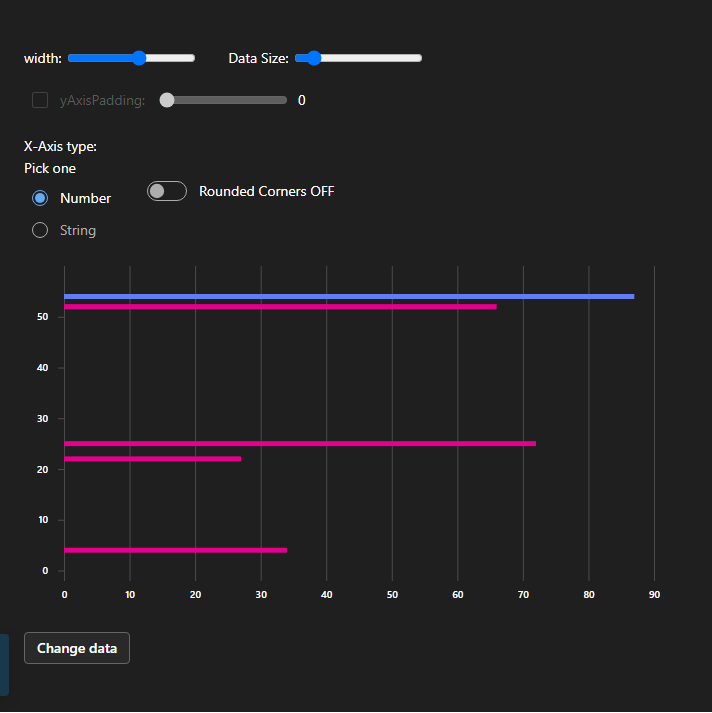 width: Data Size:
yAxisPadding: 0
X-Axis type:
Pick one
Number Rounded Corners OFF
String
50
40
30
20
10
0
0 10 20 30 40 50 60 70 80 90
Change data